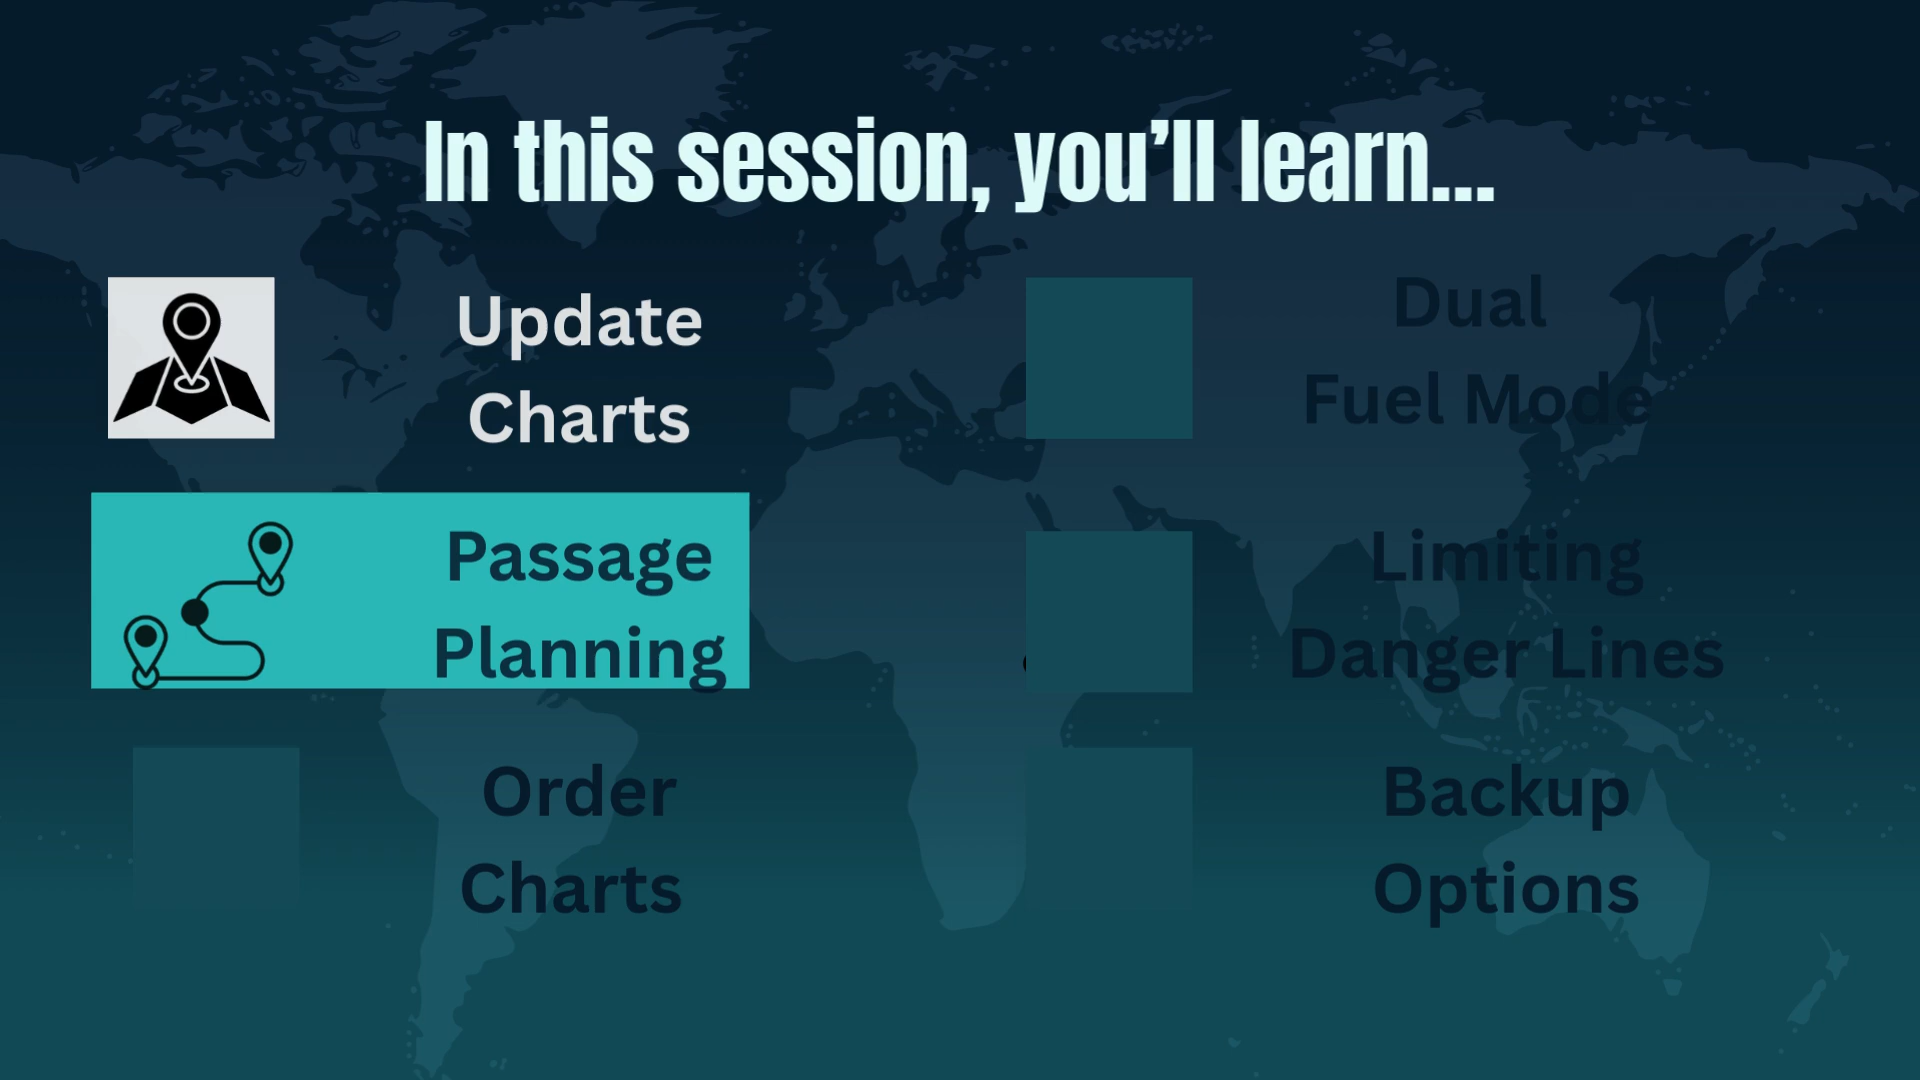 In this session, you’ll learn...
Update
Charts
Passage
Planning
Order
Charts
Dual
Fuel Mode
Limiting
Danger Lines
Backup
Options